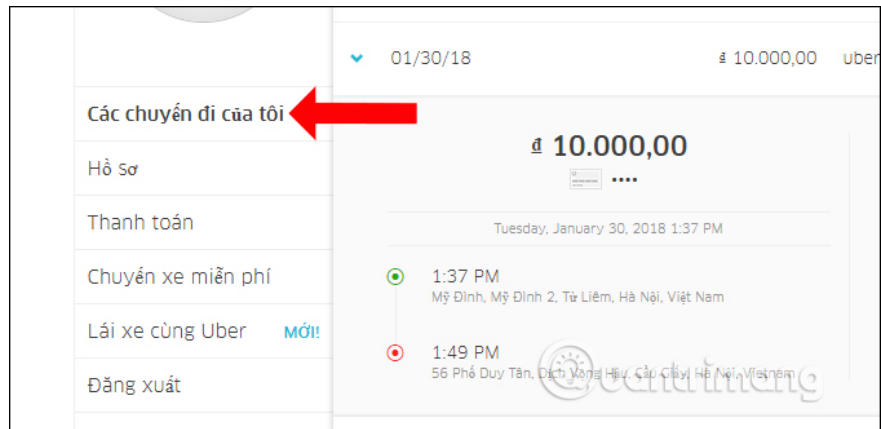 01/30/18 ₫ 10.000,00 uber
Các chuyến đi của tôi
Hồ sơ
Thanh toán
Chuyến xe miễn phí
Lái xe cùng Uber MỚI!
Đăng xuất
₫ 10.000,00
••••
Tuesday, January 30, 2018 1:37 PM
1:37 PM
Mỹ Đình, Mỹ Đình 2, Từ Liêm, Hà Nội, Việt Nam
1:49 PM
56 Phố Duy Tân, Dịch Vọng Hậu, Cầu Giấy, Hà Nội, Vietnam
quantrimang